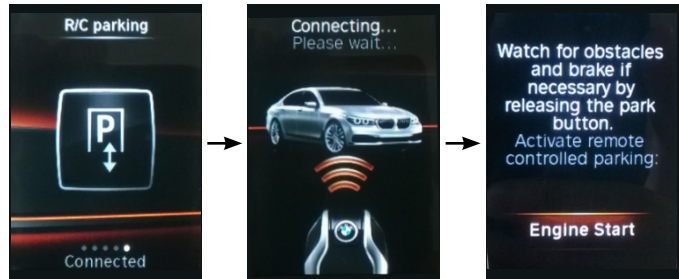 R/C parking
P
Connected
Connecting...
Please wait...
Watch for obstacles
and brake if
necessary by
releasing the park
button.
Activate remote
controlled parking:
Engine Start